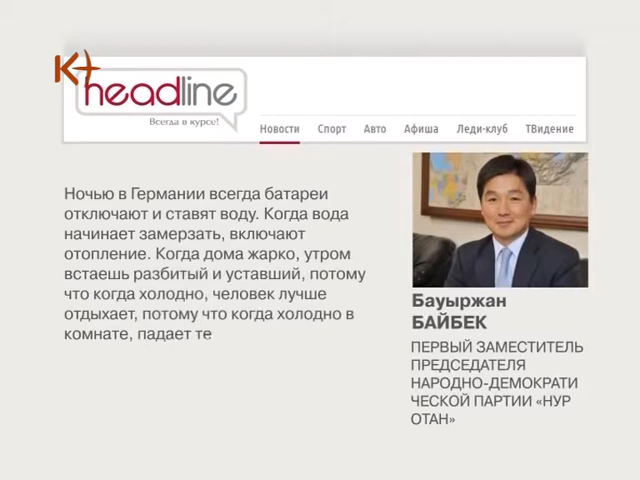 K+
headline
Всегда в курсе!
Новости Спорт Авто Афиша Леди-клуб ТВидение
Ночью в Германии всегда батареи
отключают и ставят воду. Когда вода
начинает замерзать, включают
отопление. Когда дома жарко, утром
встаешь разбитый и уставший, потому
что когда холодно, человек лучше
отдыхает, потому что когда холодно в
комнате, падает те
Бауыржан
БАЙБЕК
ПЕРВЫЙ ЗАМЕСТИТЕЛЬ
ПРЕДСЕДАТЕЛЯ
НАРОДНО-ДЕМОКРАТИ
ЧЕСКОЙ ПАРТИИ «НУР
ОТАН»